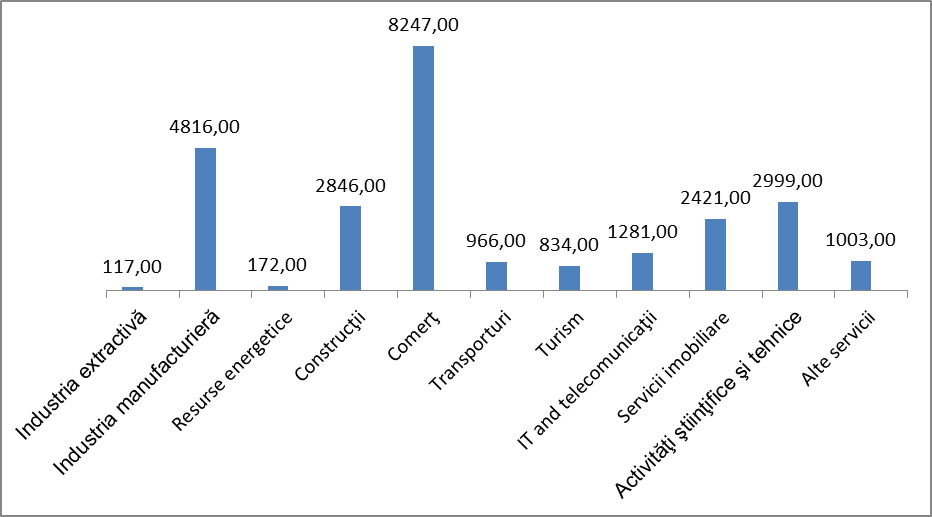 8247,00
4816,00
2846,00
2999,00
2421,00
1281,00
966,00
834,00
1003,00
117,00
172,00
Industria extractivă
Industria manufacturieră
Resurse energetice
Construcţii
Comerţ
Transporturi
Turism
IT and telecomunicaţii
Servicii imobiliare
Activităţi ştiinţifice şi tehnice
Alte servicii